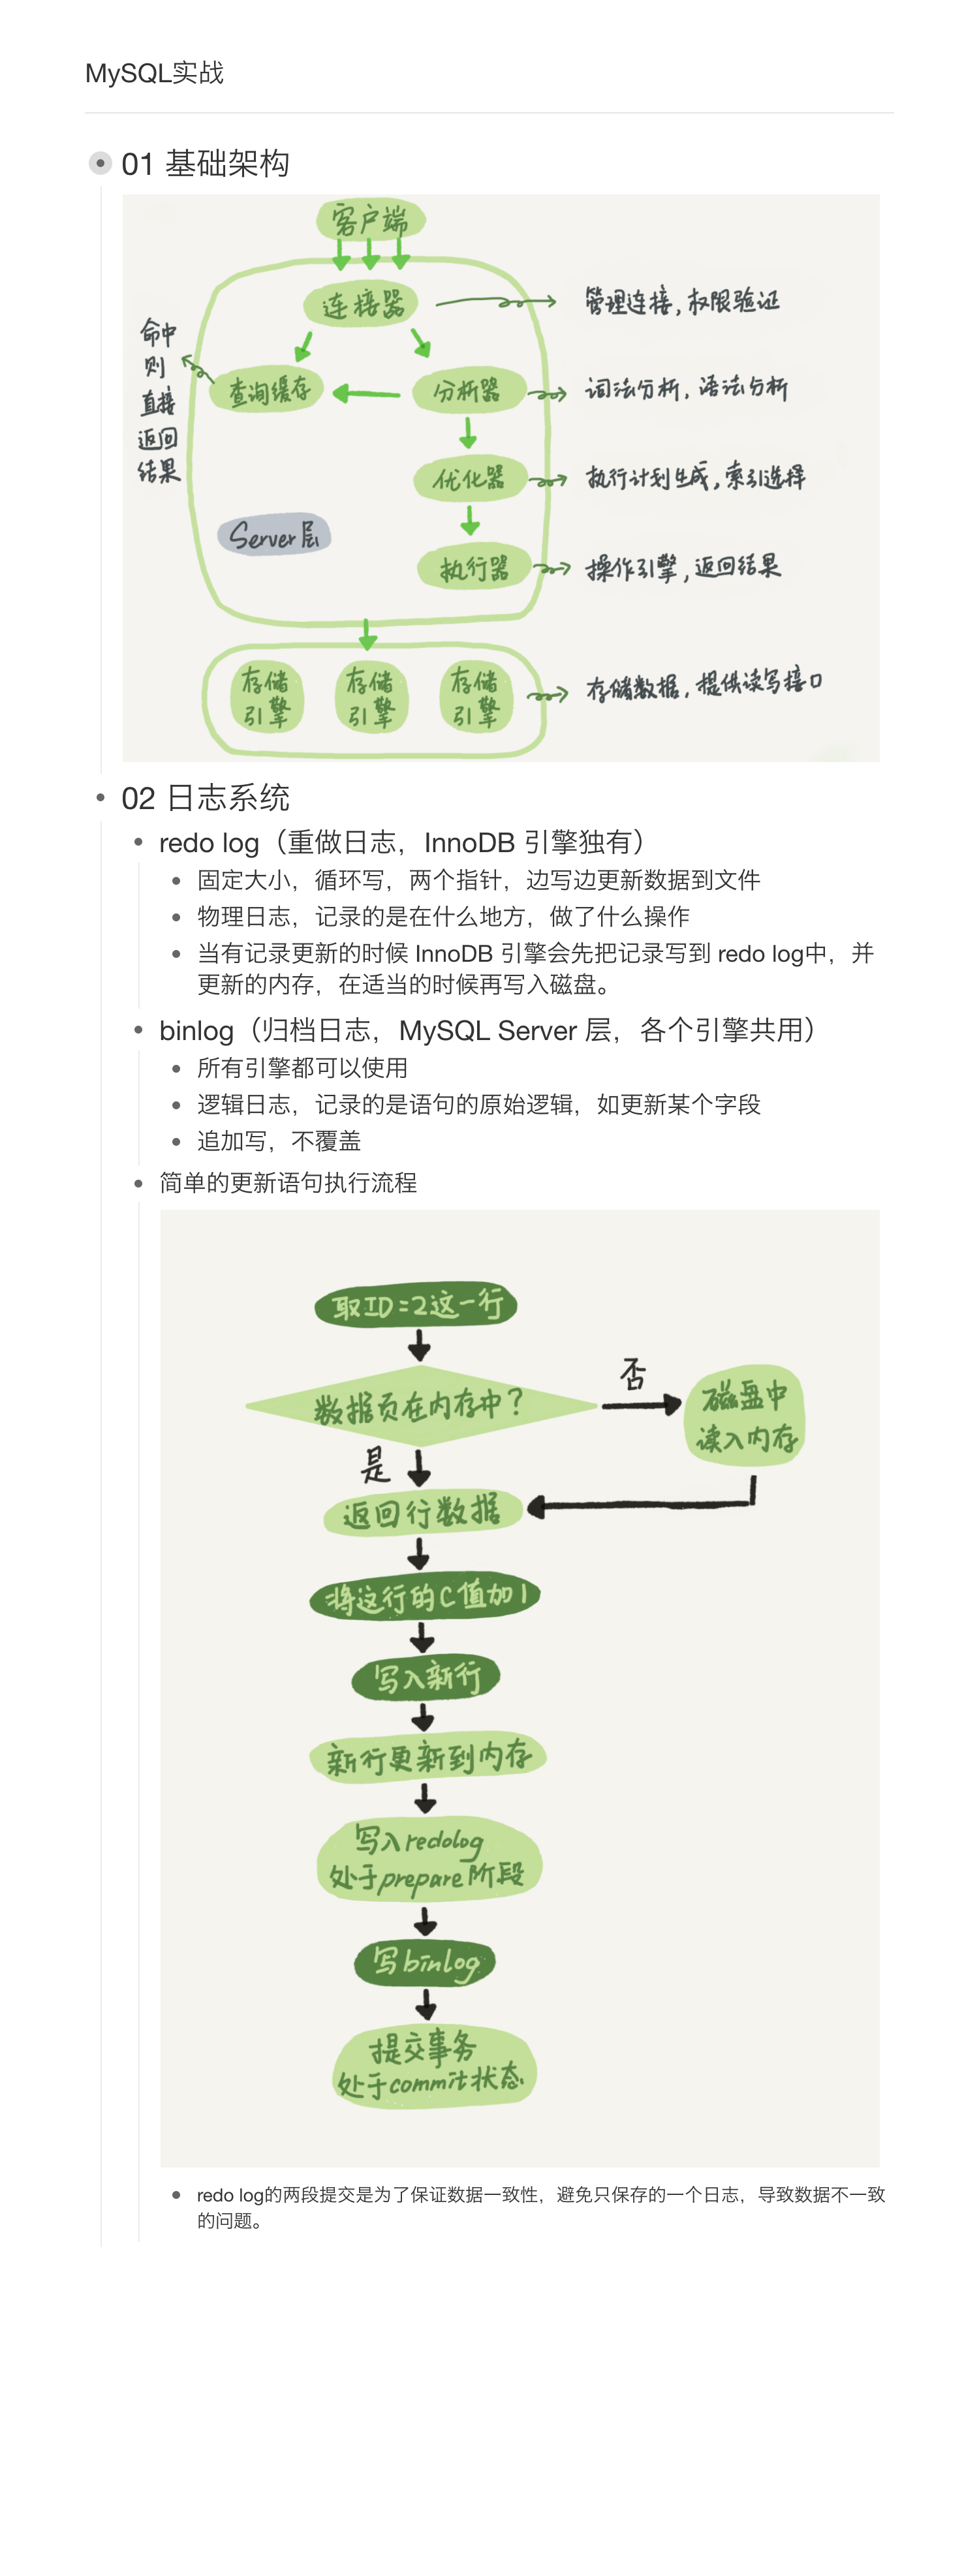 MySQL实战
01 基础架构
客户端
连接器
管理连接,权限验证
命中
则
直接
返回
结果
查询缓存
分析器
词法分析,语法分析
优化器
执行计划生成,索引选择
Server层
执行器
操作引擎,返回结果
存储
引擎
存储
引擎
存储
引擎
存储数据,提供读写接口
02 日志系统
redo log（重做日志，InnoDB 引擎独有）
固定大小，循环写，两个指针，边写边更新数据到文件
物理日志，记录的是在什么地方，做了什么操作
当有记录更新的时候 InnoDB 引擎会先把记录写到 redo log中，并
更新的内存，在适当的时候再写入磁盘。
binlog（归档日志，MySQL Server 层，各个引擎共用）
所有引擎都可以使用
逻辑日志，记录的是语句的原始逻辑，如更新某个字段
追加写，不覆盖
简单的更新语句执行流程
取ID=2这一行
数据页在内存中?
否
磁盘中
读入内存
是
返回行数据
将这行的C值加1
写入新行
新行更新到内存
写入redolog
处于prepare阶段
写binlog
提交事务
处于commit状态
redo log的两段提交是为了保证数据一致性，避免只保存的一个日志，导致数据不一致
的问题。